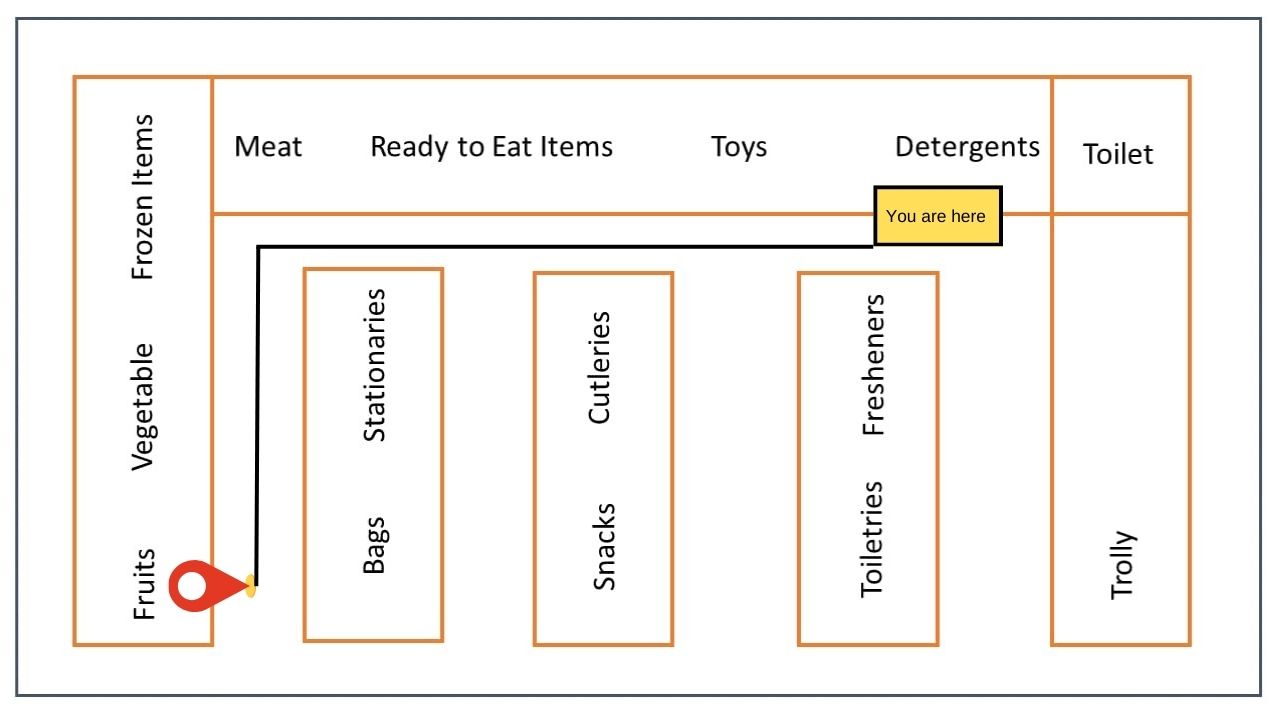 Meat
Ready to Eat Items
Toys
Detergents
Toilet
You are here
Frozen Items
Vegetable
Fruits
Stationaries
Bags
Cutleries
Snacks
Fresheners
Toiletries
Trolly